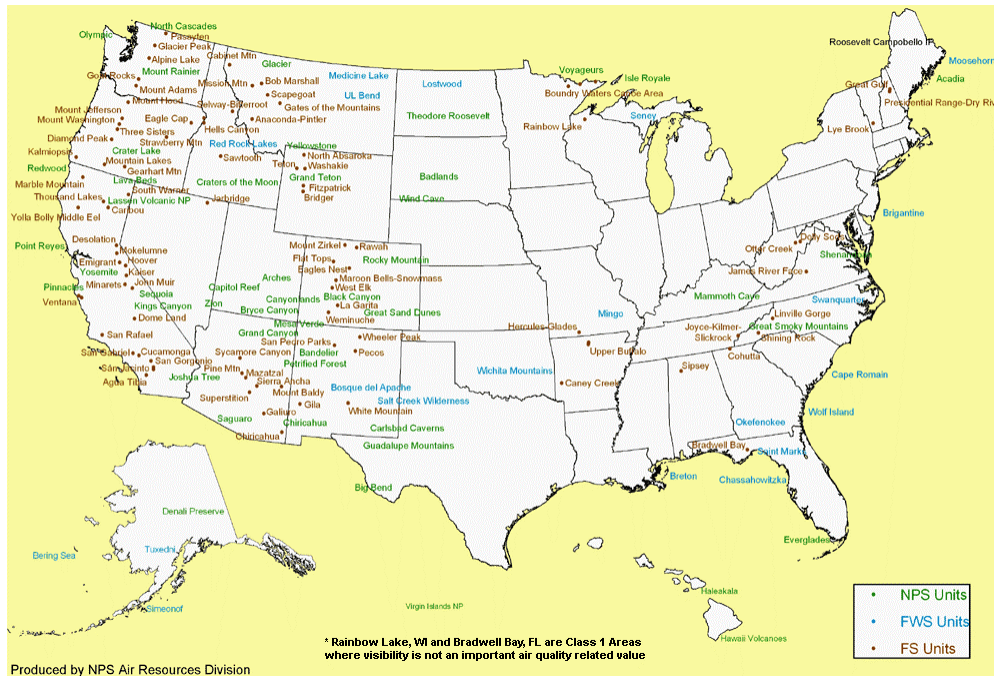 North Cascades
Olympic
Pasayten
Glacier Peak
Alpine Lake
Cabinet Mtn
Glacier
Goat Rocks
Mount Rainier
Mission Mtn
Bob Marshall
Medicine Lake
Lostwood
Mount Adams
Scapegoat
UL Bend
Mount Hood
Selway-Bitterroot
Gates of the Mountains
Mount Jefferson
Mount Washington
Eagle Cap
Anaconda-Pintler
Theodore Roosevelt
Three Sisters
Hells Canyon
Diamond Peak
Strawberry Mtn
Red Rock Lakes
Yellowstone
Kalmiopsis
Crater Lake
Sawtooth
North Absaroka
Mountain Lakes
Teton
Washakie
Redwood
Gearhart Mtn
Grand Teton
Badlands
Marble Mountain
Lava Beds
Craters of the Moon
Fitzpatrick
South Warner
Bridger
Wind Cave
Thousand Lakes
Lassen Volcanic NP
Jarbridge
Caribou
Yolla Bolly Middle Eel
Point Reyes
Desolation
Mokelumne
Mount Zirkel
Rawah
Emigrant
Hoover
Flat Tops
Rocky Mountain
Yosemite
Kaiser
Eagles Nest
Pinnacles
Minarets
John Muir
Arches
Maroon Bells-Snowmass
Capitol Reef
West Elk
Ventana
Sequoia
Canyonlands
Black Canyon
Kings Canyon
Zion
La Garita
Bryce Canyon
Great Sand Dunes
Dome Land
Mesa Verde
Weminuche
San Rafael
Grand Canyon
Wheeler Peak
San Pedro Parks
San Gabriel
Cucamonga
Sycamore Canyon
Bandelier
Pecos
San Gorgonio
Petrified Forest
San Jacinto
Pine Mtn
Mazatzal
Agua Tibia
Joshua Tree
Sierra Ancha
Bosque del Apache
Superstition
Mount Baldy
Salt Creek Wilderness
Gila
White Mountain
Saguaro
Galiuro
Chiricahua
Carlsbad Caverns
Chiricahua
Guadalupe Mountains
Big Bend
Voyageurs
Isle Royale
Boundry Waters Canoe Area
Rainbow Lake
Seney
Roosevelt Campobello IP
Moosehorn
Acadia
Great Gulf
Presidential Range-Dry Riv
Lye Brook
Brigantine
Dolly Sods
Otter Creek
Shenandoah
James River Face
Mammoth Cave
Swanquarter
Mingo
Linville Gorge
Hercules-Glades
Joyce-Kilmer-
Slickrock
Great Smoky Mountains
Shining Rock
Upper Buffalo
Cohutta
Wichita Mountains
Sipsey
Cape Romain
Caney Creek
Wolf Island
Okefenokee
Bradwell Bay
Saint Marks
Breton
Chassahowitzka
Everglades
Denali Preserve
Bering Sea
Tuxedni
Simeonof
Virgin Islands NP
Haleakala
Hawaii Volcanoes
NPS Units
FWS Units
FS Units
* Rainbow Lake, WI and Bradwell Bay, FL are Class 1 Areas
where visibility is not an important air quality related value
Produced by NPS Air Resources Division